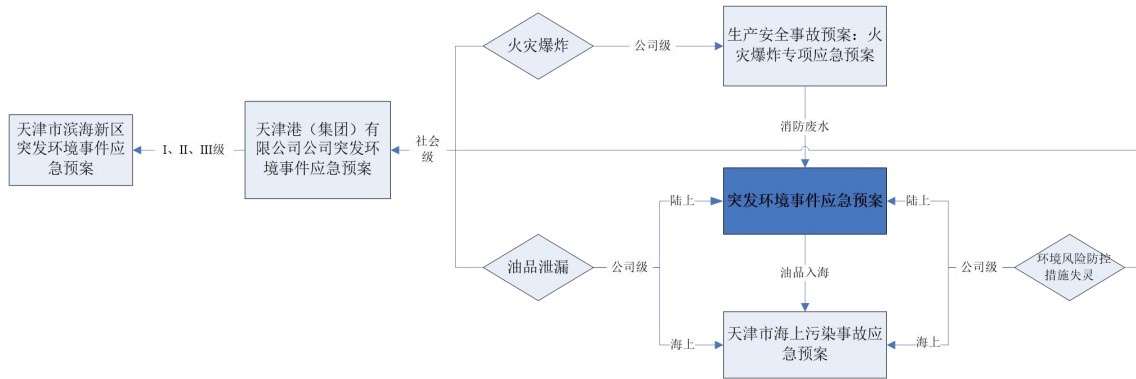 火灾爆炸
公司级
生产安全事故预案：火
灾爆炸专项应急预案
消防废水
天津市滨海新区
突发环境事件应
急预案
I、II、III级
天津港（集团）有
限公司公司突发环
境事件应急预案
社会
级
突发环境事件应急预案
陆上
陆上
油品泄漏
公司级
油品入海
公司级
环境风险防控
措施失灵
海上
天津市海上污染事故应
急预案
海上